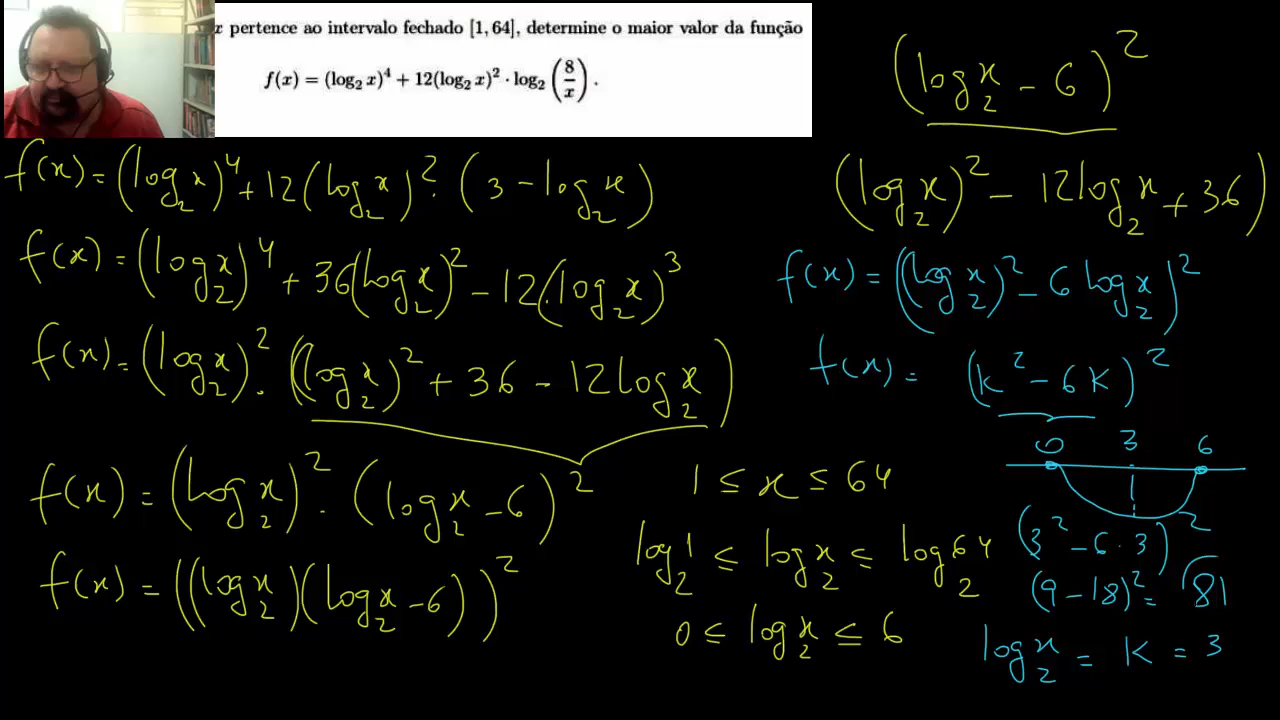 x pertence ao intervalo fechado [1, 64], determine o maior valor da função
f(x) = (log₂ x)⁴ + 12(log₂ x)² · log₂ (8/x) .
f(x) = (log₂ x)⁴ + 12 (log₂ x)² · (3 - log₂ x)
f(x) = (log₂ x)⁴ + 36(log₂ x)² - 12 · (log₂ x)³
f(x) = (log₂ x)² · ((log₂ x)² + 36 - 12 log₂ x)
f(x) = (log₂ x)² · (log₂ x - 6)²
f(x) = ((log₂ x)(log₂ x - 6))²
1 ≤ x ≤ 64
log₂ 1 ≤ log₂ x ≤ log₂ 64
0 ≤ log₂ x ≤ 6
(log₂ x - 6)²
(log₂ x)² - 12 log₂ x + 36)
f(x) = ((log₂ x)² - 6 log₂ x)²
f(x) = (k² - 6k)²
0 3 6
(3² - 6 · 3)²
(9 - 18)² = 81
log₂ x = k = 3